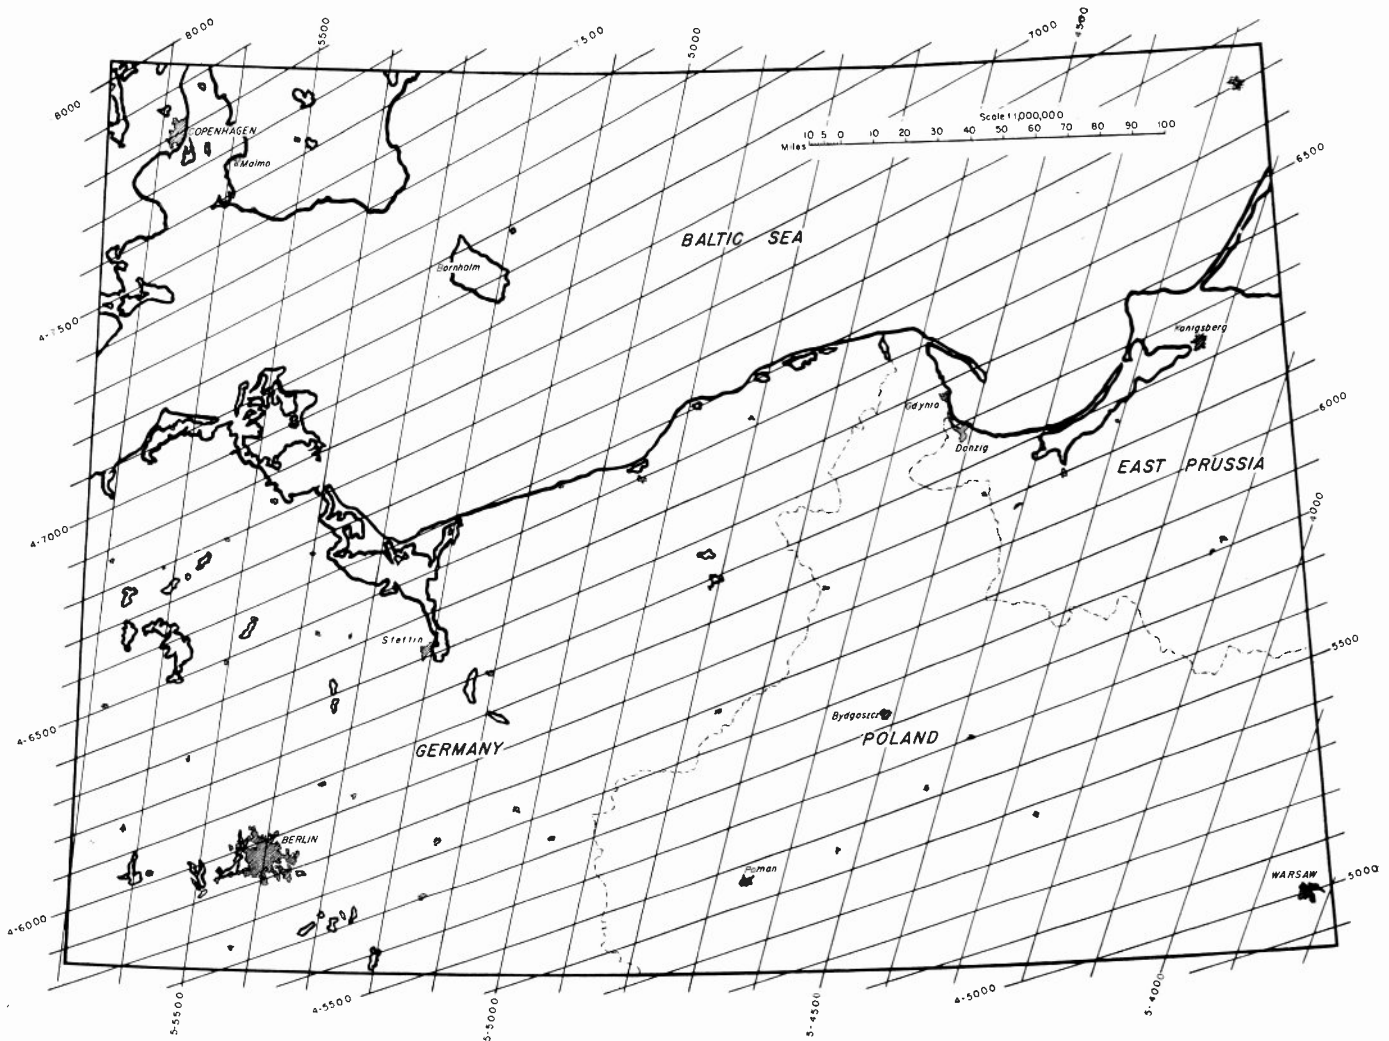 8000
5500
7500
5000
7000
4500
8000
COPENHAGEN
Malmo
Scale 1:1,000,000
Miles 10 5 0 10 20 30 40 50 60 70 80 90 100
6500
BALTIC SEA
Bornholm
4-7500
Konigsberg
Gdynia
6000
Danzig
EAST PRUSSIA
4000
4-7000
Stettin
5500
Bydgoszcz
4-6500
GERMANY
POLAND
BERLIN
Poznan
WARSAW
5000
4-6000
5-5500
4-5500
5-5000
5-4500
4-5000
5-4000